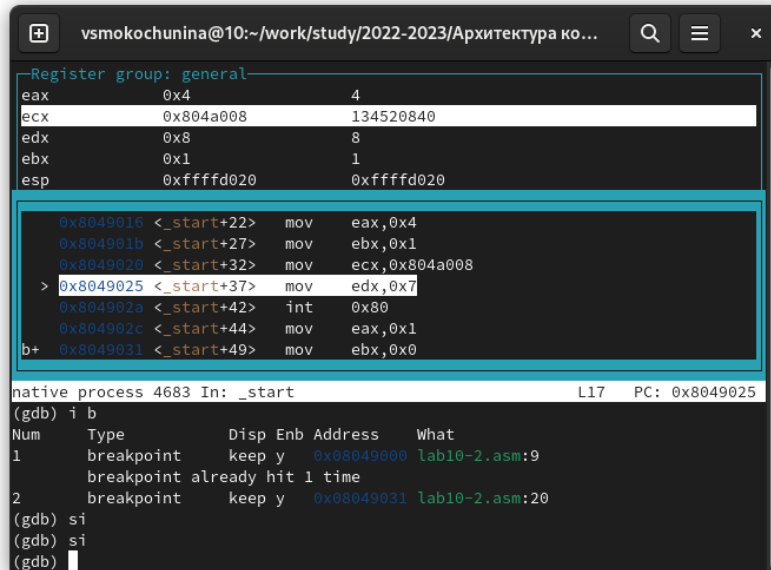 vsmokochunina@10:~/work/study/2022-2023/Архитектура ко...
Register group: general
eax 0x4 4
ecx 0x804a008 134520840
edx 0x8 8
ebx 0x1 1
esp 0xffffd020 0xffffd020
0x8049016 <_start+22> mov eax,0x4
0x804901b <_start+27> mov ebx,0x1
0x8049020 <_start+32> mov ecx,0x804a008
> 0x8049025 <_start+37> mov edx,0x7
0x804902a <_start+42> int 0x80
0x804902c <_start+44> mov eax,0x1
b+ 0x8049031 <_start+49> mov ebx,0x0
native process 4683 In: _start L17 PC: 0x8049025
(gdb) i b
Num Type Disp Enb Address What
1 breakpoint keep y 0x08049000 lab10-2.asm:9
breakpoint already hit 1 time
2 breakpoint keep y 0x08049031 lab10-2.asm:20
(gdb) si
(gdb) si
(gdb)